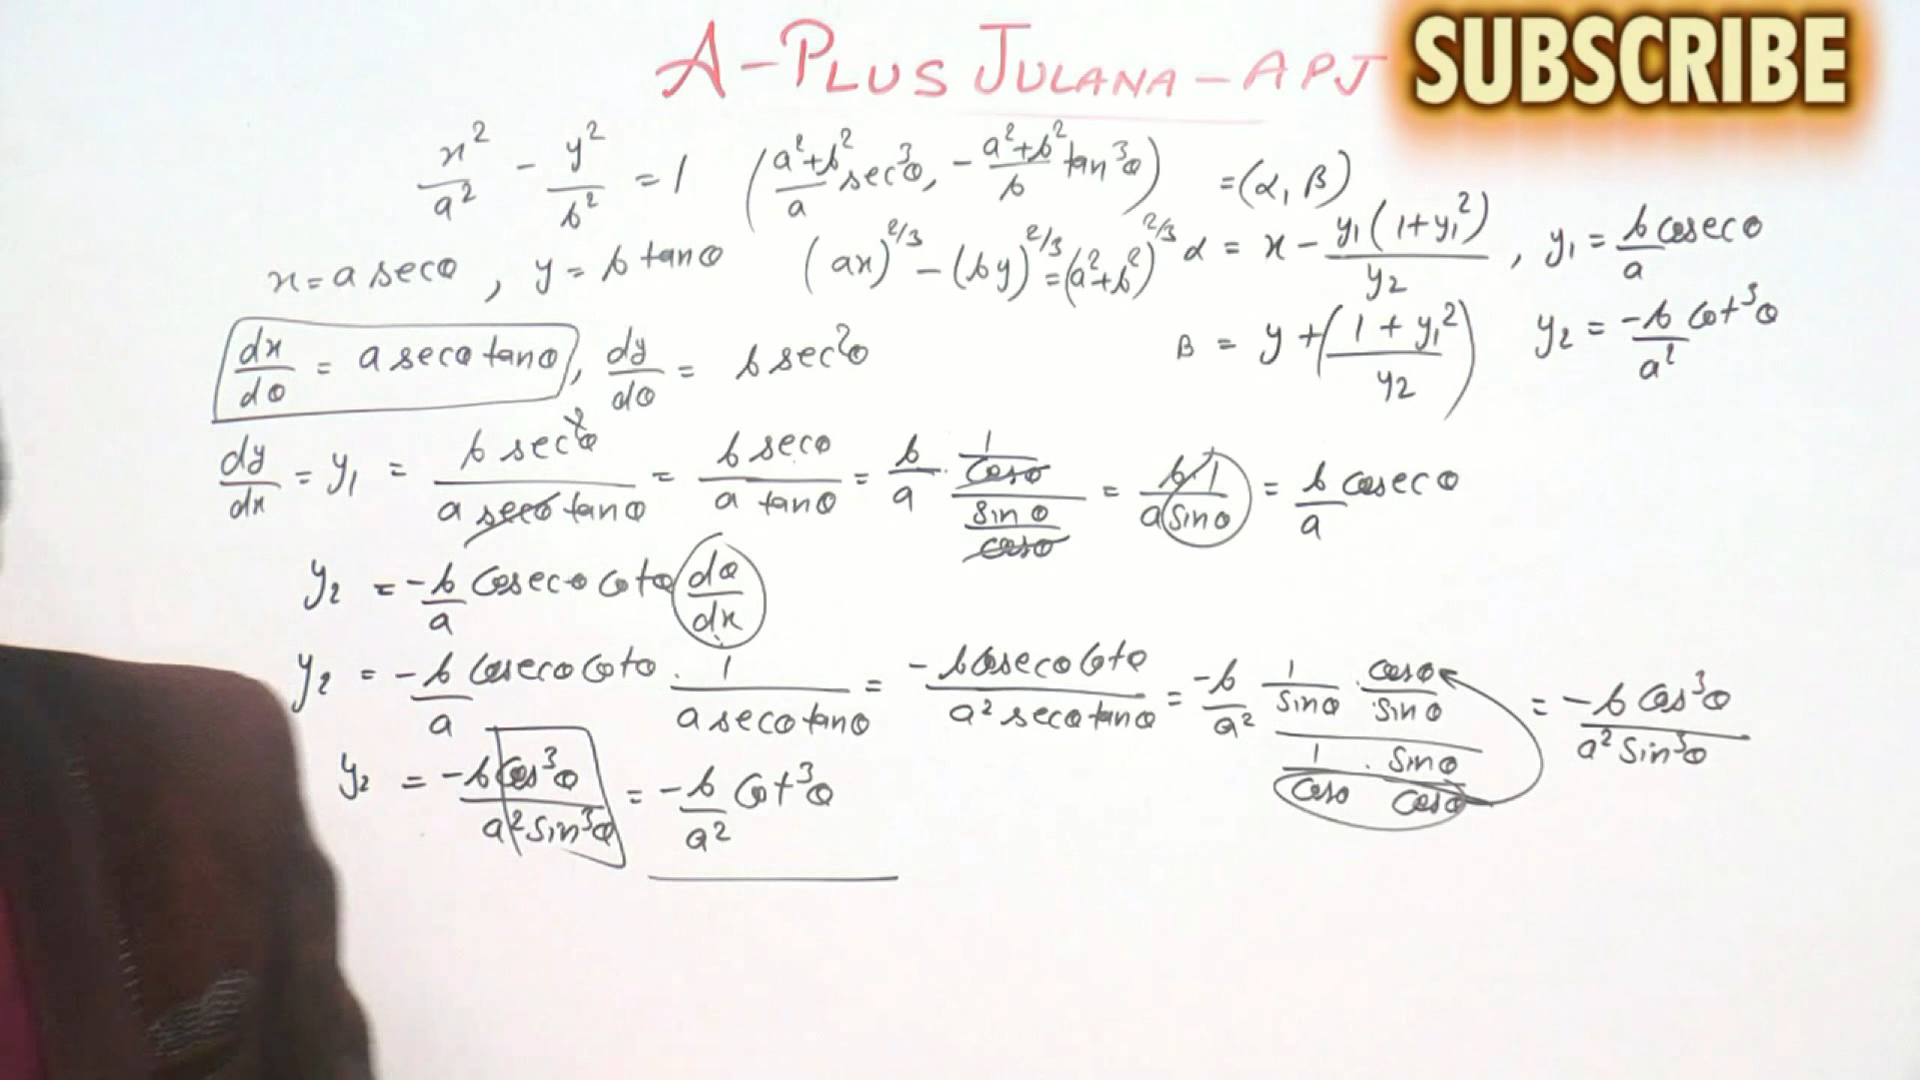 A-PLUS JULANA-APJ SUBSCRIBE
x²/a² - y²/b² = 1 (a²+b²/a sec³θ, -a²+b²/b tan³θ) = (α, β)
x = a secθ, y = b tanθ (ax)^2/3 - (by)^2/3 = (a²+b²)^2/3 α = x - y₁(1+y₁²)/y₂, y₁ = b/a cosecθ
dx/dθ = a secθ tanθ, dy/dθ = b sec²θ β = y + (1+y₁²/y₂) y₂ = -b/a² cot³θ
dy/dx = y₁ = b sec²θ/a secθ tanθ = b secθ/a tanθ = b/a · (1/cosθ)/(sinθ/cosθ) = b·1/a sinθ = b/a cosecθ
y₂ = -b/a cosecθ cotθ dθ/dx
y₂ = -b/a cosecθ cotθ · 1/a secθ tanθ = -b cosecθ cotθ/a² secθ tanθ = -b/a² (1/sinθ · cosθ/sinθ)/(1/cosθ · sinθ/cosθ) = -b cos³θ/a² sin³θ
y₂ = -b cos³θ/a² sin³θ = -b/a² cot³θ